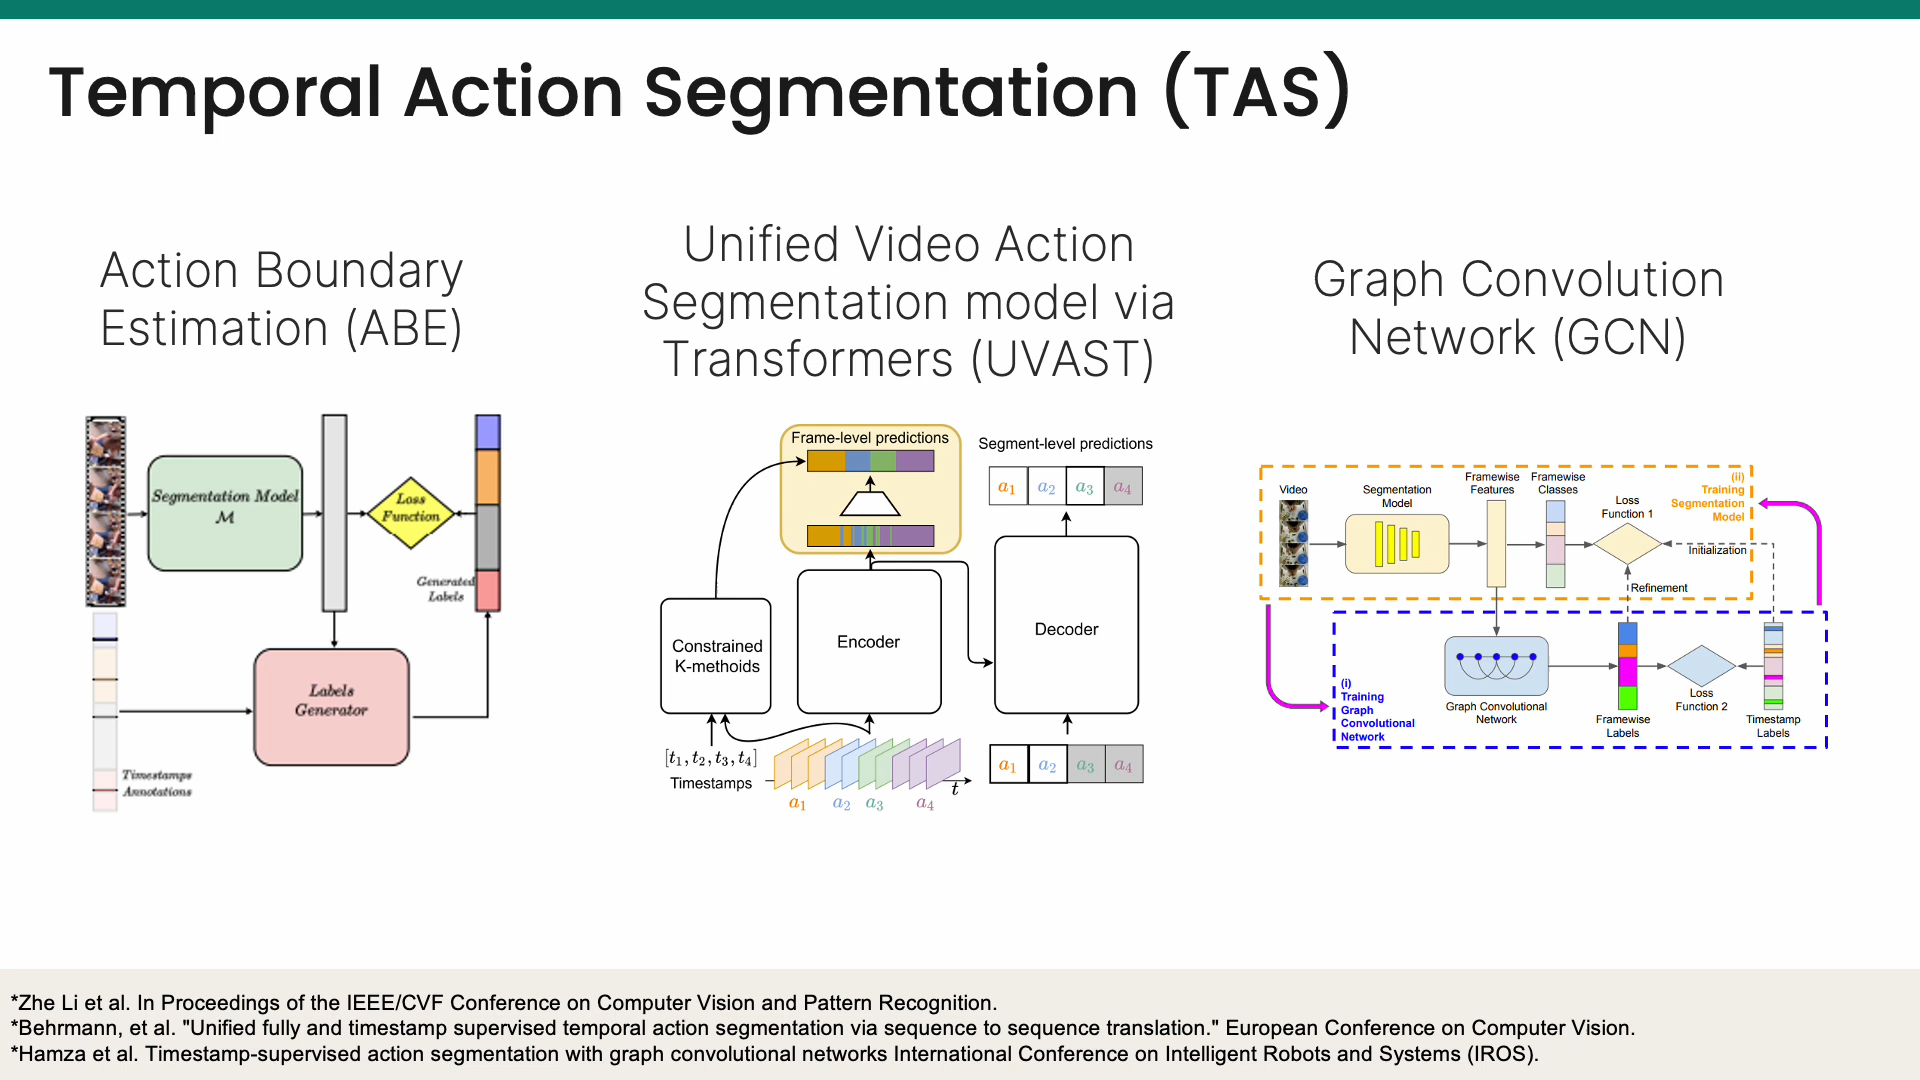 Temporal Action Segmentation (TAS)
Action Boundary
Estimation (ABE)
Segmentation Model
M
Loss
Function
Generated
Labels
Labels
Generator
Timestamps
Annotations
Unified Video Action
Segmentation model via
Transformers (UVAST)
Frame-level predictions
Segment-level predictions
a1 a2 a3 a4
Constrained
K-methoids
Encoder
Decoder
[t1, t2, t3, t4]
Timestamps
t
a1 a2 a3 a4
a1 a2 a3 a4
Graph Convolution
Network (GCN)
Video
Segmentation
Model
Framewise
Features
Framewise
Classes
Loss
Function 1
(ii)
Training
Segmentation
Model
Initialization
Refinement
(i)
Training
Graph
Convolutional
Network
Graph Convolutional
Network
Framewise
Labels
Loss
Function 2
Timestamp
Labels
*Zhe Li et al. In Proceedings of the IEEE/CVF Conference on Computer Vision and Pattern Recognition.
*Behrmann, et al. "Unified fully and timestamp supervised temporal action segmentation via sequence to sequence translation." European Conference on Computer Vision.
*Hamza et al. Timestamp-supervised action segmentation with graph convolutional networks International Conference on Intelligent Robots and Systems (IROS).